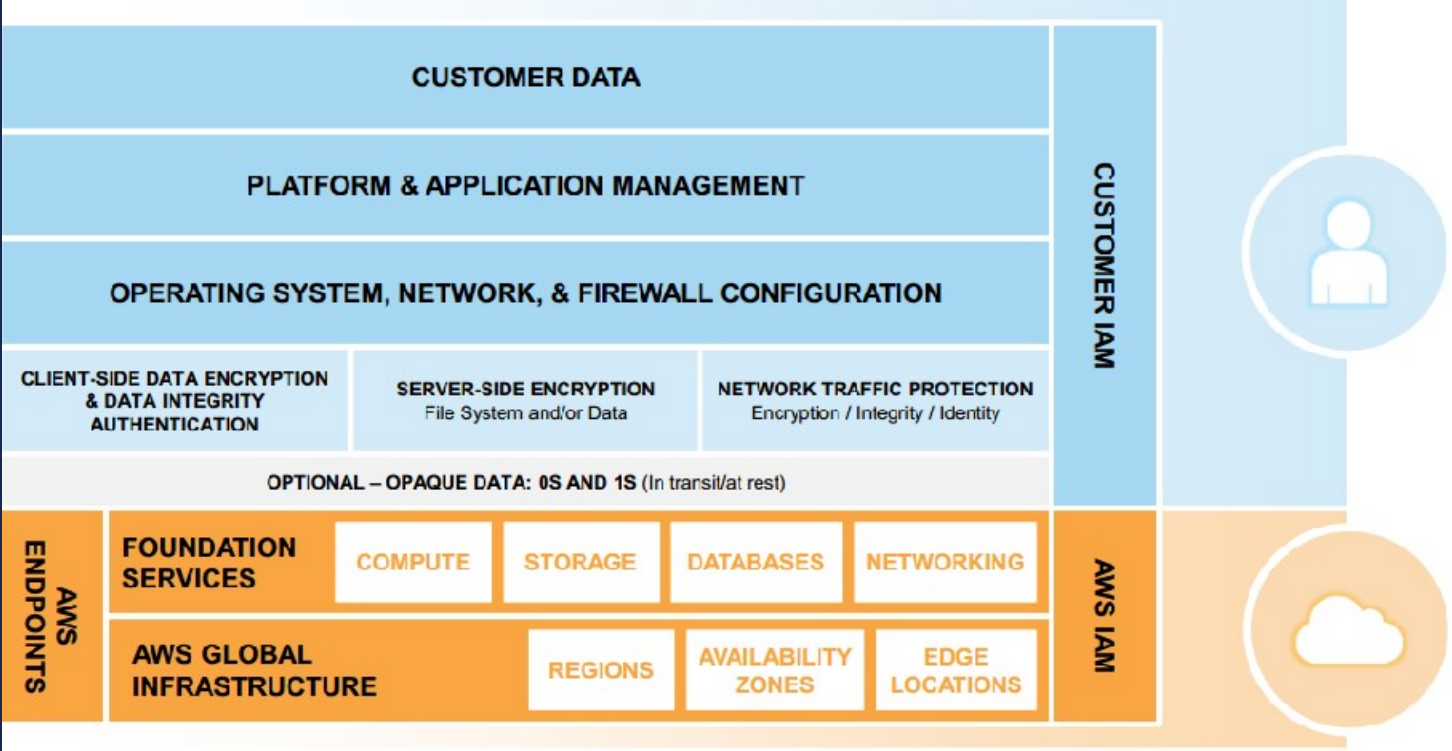 CUSTOMER DATA
PLATFORM & APPLICATION MANAGEMENT
OPERATING SYSTEM, NETWORK, & FIREWALL CONFIGURATION
CLIENT-SIDE DATA ENCRYPTION
& DATA INTEGRITY
AUTHENTICATION
SERVER-SIDE ENCRYPTION
File System and/or Data
NETWORK TRAFFIC PROTECTION
Encryption / Integrity / Identity
OPTIONAL – OPAQUE DATA: 0S AND 1S (In transit/at rest)
CUSTOMER IAM
AWS
ENDPOINTS
FOUNDATION
SERVICES
COMPUTE
STORAGE
DATABASES
NETWORKING
AWS GLOBAL
INFRASTRUCTURE
REGIONS
AVAILABILITY
ZONES
EDGE
LOCATIONS
AWS IAM